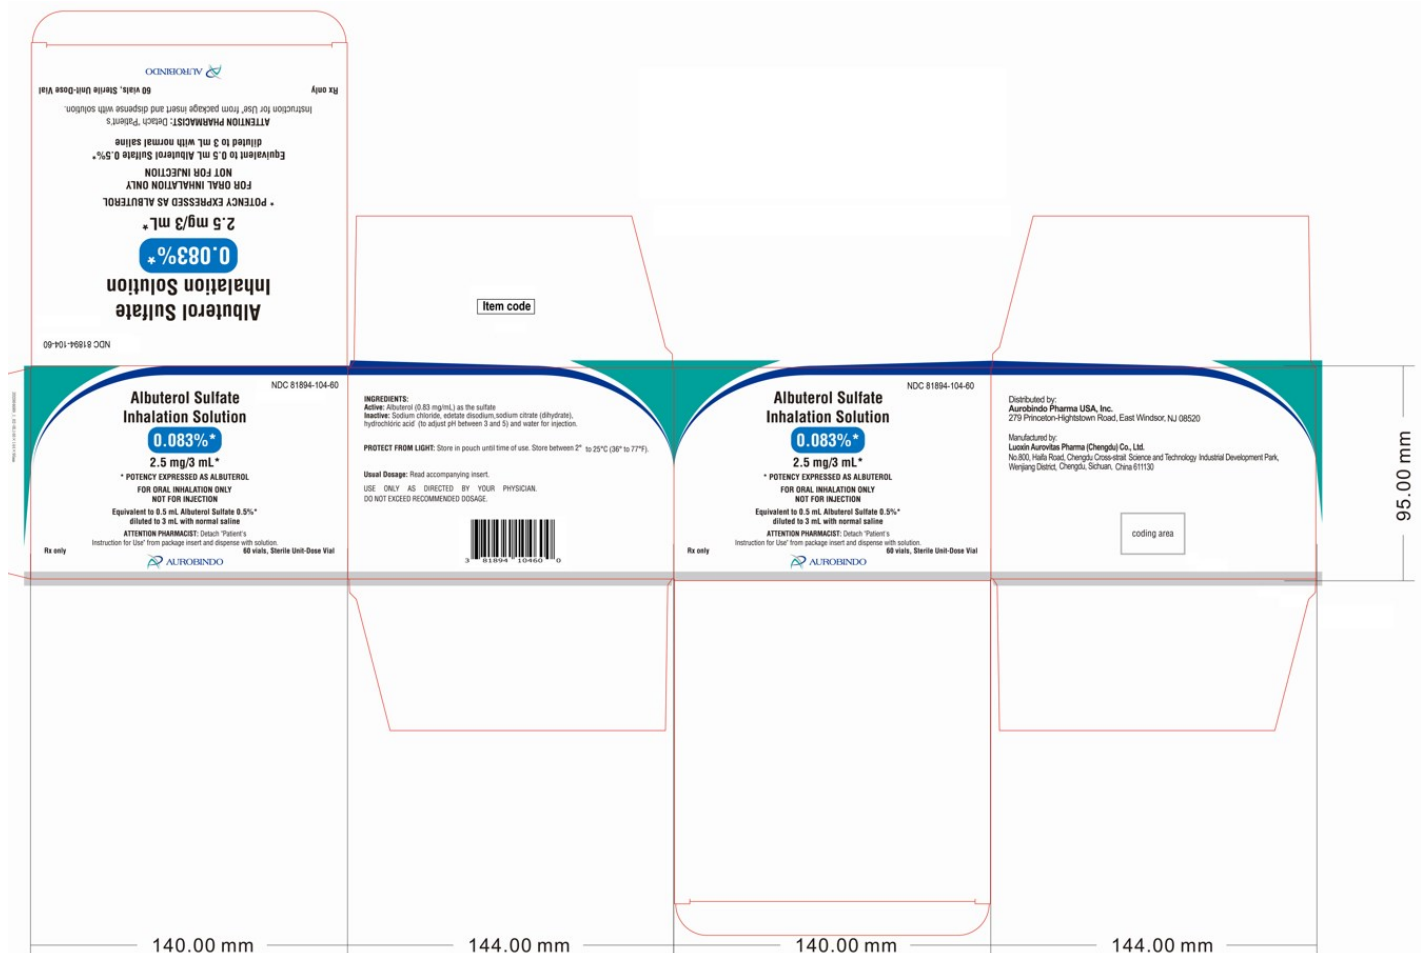 AUROBINDO
Rx only
60 vials, Sterile Unit-Dose Vial
ATTENTION PHARMACIST: Detach "Patient's
Instruction for Use" from package insert and dispense with solution.
Equivalent to 0.5 mL Albuterol Sulfate 0.5%*
diluted to 3 mL with normal saline
FOR ORAL INHALATION ONLY
NOT FOR INJECTION
* POTENCY EXPRESSED AS ALBUTEROL
2.5 mg/3 mL*
0.083%*
Albuterol Sulfate
Inhalation Solution
NDC 81894-104-60
Item code
NDC 81894-104-60
Albuterol Sulfate
Inhalation Solution
0.083%*
2.5 mg/3 mL*
* POTENCY EXPRESSED AS ALBUTEROL
FOR ORAL INHALATION ONLY
NOT FOR INJECTION
Equivalent to 0.5 mL Albuterol Sulfate 0.5%*
diluted to 3 mL with normal saline
ATTENTION PHARMACIST: Detach "Patient's
Instruction for Use" from package insert and dispense with solution.
Rx only
60 vials, Sterile Unit-Dose Vial
AUROBINDO
INGREDIENTS:
Active: Albuterol (0.83 mg/mL) as the sulfate
Inactive: Sodium chloride, edetate disodium,sodium citrate (dihydrate),
hydrochloric acid (to adjust pH between 3 and 5) and water for injection.
PROTECT FROM LIGHT: Store in pouch until time of use. Store between 2° to 25°C (36° to 77°F).
Usual Dosage: Read accompanying insert.
USE ONLY AS DIRECTED BY YOUR PHYSICIAN.
DO NOT EXCEED RECOMMENDED DOSAGE.
3 81894 10460 0
NDC 81894-104-60
Albuterol Sulfate
Inhalation Solution
0.083%*
2.5 mg/3 mL*
* POTENCY EXPRESSED AS ALBUTEROL
FOR ORAL INHALATION ONLY
NOT FOR INJECTION
Equivalent to 0.5 mL Albuterol Sulfate 0.5%*
diluted to 3 mL with normal saline
ATTENTION PHARMACIST: Detach "Patient's
Instruction for Use" from package insert and dispense with solution.
Rx only
60 vials, Sterile Unit-Dose Vial
AUROBINDO
Distributed by:
Aurobindo Pharma USA, Inc.
279 Princeton-Hightstown Road, East Windsor, NJ 08520
Manufactured by:
Luoxin Aurovitas Pharma (Chengdu) Co., Ltd.
No.800, Haifa Road, Chengdu Cross-strait Science and Technology Industrial Development Park,
Wenjiang District, Chengdu, Sichuan, China 611130
coding area
95.00 mm
140.00 mm
144.00 mm
140.00 mm
144.00 mm